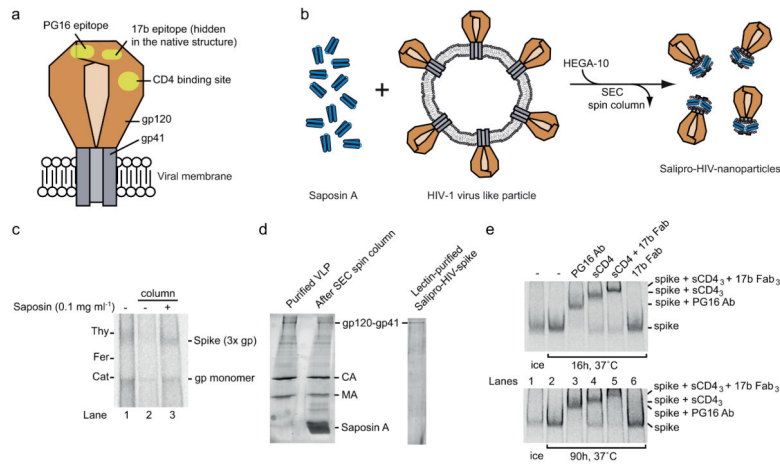 a
PG16 epitope
17b epitope (hidden
in the native structure)
CD4 binding site
gp120
gp41
Viral membrane
b
HEGA-10
SEC
spin column
Saposin A
HIV-1 virus like particle
Salipro-HIV-nanoparticles
c
column
Saposin (0.1 mg ml-1) - - +
Thy
Fer
Cat
Spike (3x gp)
gp monomer
Lane 1 2 3
d
Purified VLP
After SEC spin column
Lectin-purified
Salipro-HIV-spike
gp120-gp41
CA
MA
Saposin A
e
- - PG16 Ab sCD4 sCD4 + 17b Fab 17b Fab
spike + sCD4₃ + 17b Fab₃
spike + sCD4₃
spike + PG16 Ab
spike
ice 16h, 37˚C
Lanes 1 2 3 4 5 6
spike + sCD4₃ + 17b Fab₃
spike + sCD4₃
spike + PG16 Ab
spike
ice 90h, 37˚C